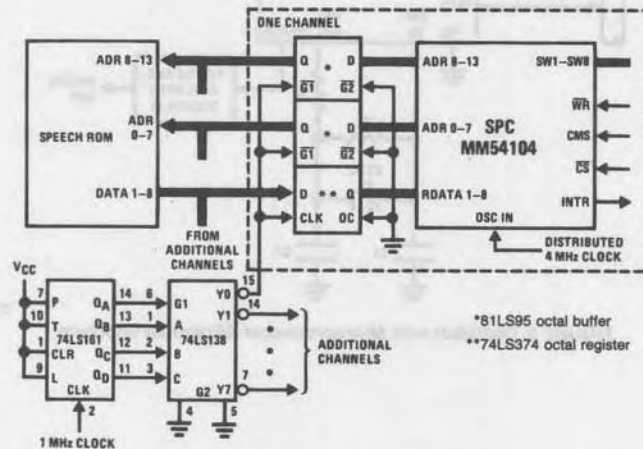 ONE CHANNEL
ADR 8–13
Q
*
D
ADR 8–13
SW1–SW8
G1
G2
WR
SPEECH ROM
ADR
0–7
Q
*
D
ADR 0–7
SPC
MM54104
CMS
G1
G2
CS
DATA 1–8
D
**
Q
RDATA 1–8
INTR
CLK
OC
OSC IN
FROM
ADDITIONAL
CHANNELS
DISTRIBUTED
4 MHz CLOCK
VCC
15
7
P
QA
14
6
G1
Y0
14
10
T
QB
13
1
A
Y1
*81LS95 octal buffer
74LS161
74LS138
1
CLR
QC
12
2
B
ADDITIONAL
CHANNELS
**74LS374 octal register
9
L
QD
11
3
C
7
CLK
G2
Y7
2
4
5
1 MHz CLOCK